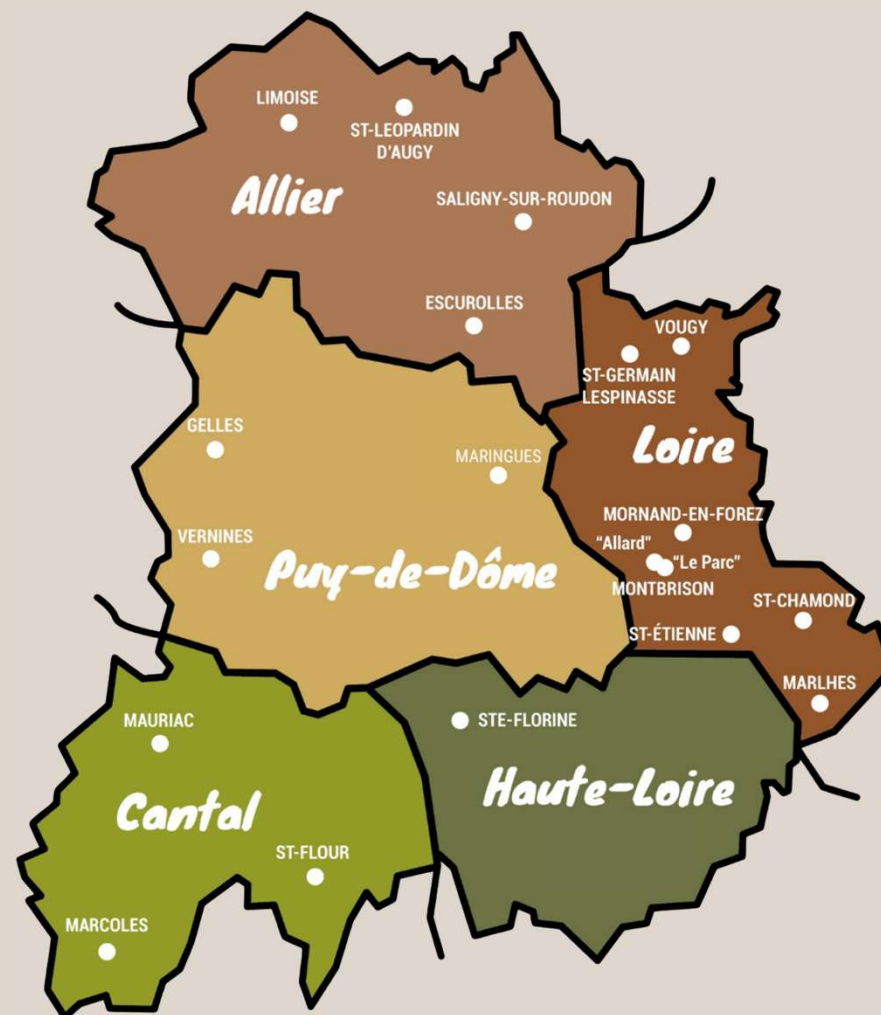 LIMOISE
ST-LEOPARDIN
D'AUGY
Allier
SALIGNY-SUR-ROUDON
ESCUROLLES
VOUGY
ST-GERMAIN
LESPINASSE
GELLES
Loire
MARINGUES
MORNAND-EN-FOREZ
VERNINES
"Allard"
"Le Parc"
Puy-de-Dôme
MONTBRISON
ST-CHAMOND
ST-ÉTIENNE
MARLHES
MAURIAC
STE-FLORINE
Haute-Loire
Cantal
ST-FLOUR
MARCOLES